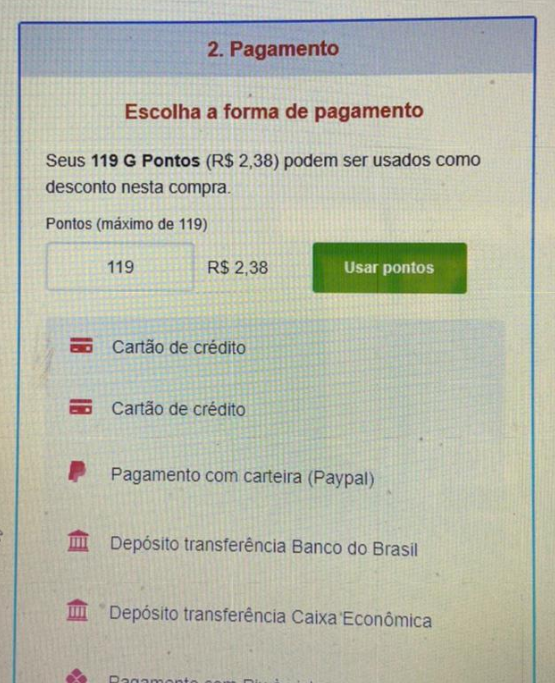 2. Pagamento
Escolha a forma de pagamento
Seus 119 G Pontos (R$ 2,38) podem ser usados como
desconto nesta compra.
Pontos (máximo de 119)
119 R$ 2,38 Usar pontos
Cartão de crédito
Cartão de crédito
Pagamento com carteira (Paypal)
Depósito transferência Banco do Brasil
Depósito transferência Caixa Econômica
Pagamento com